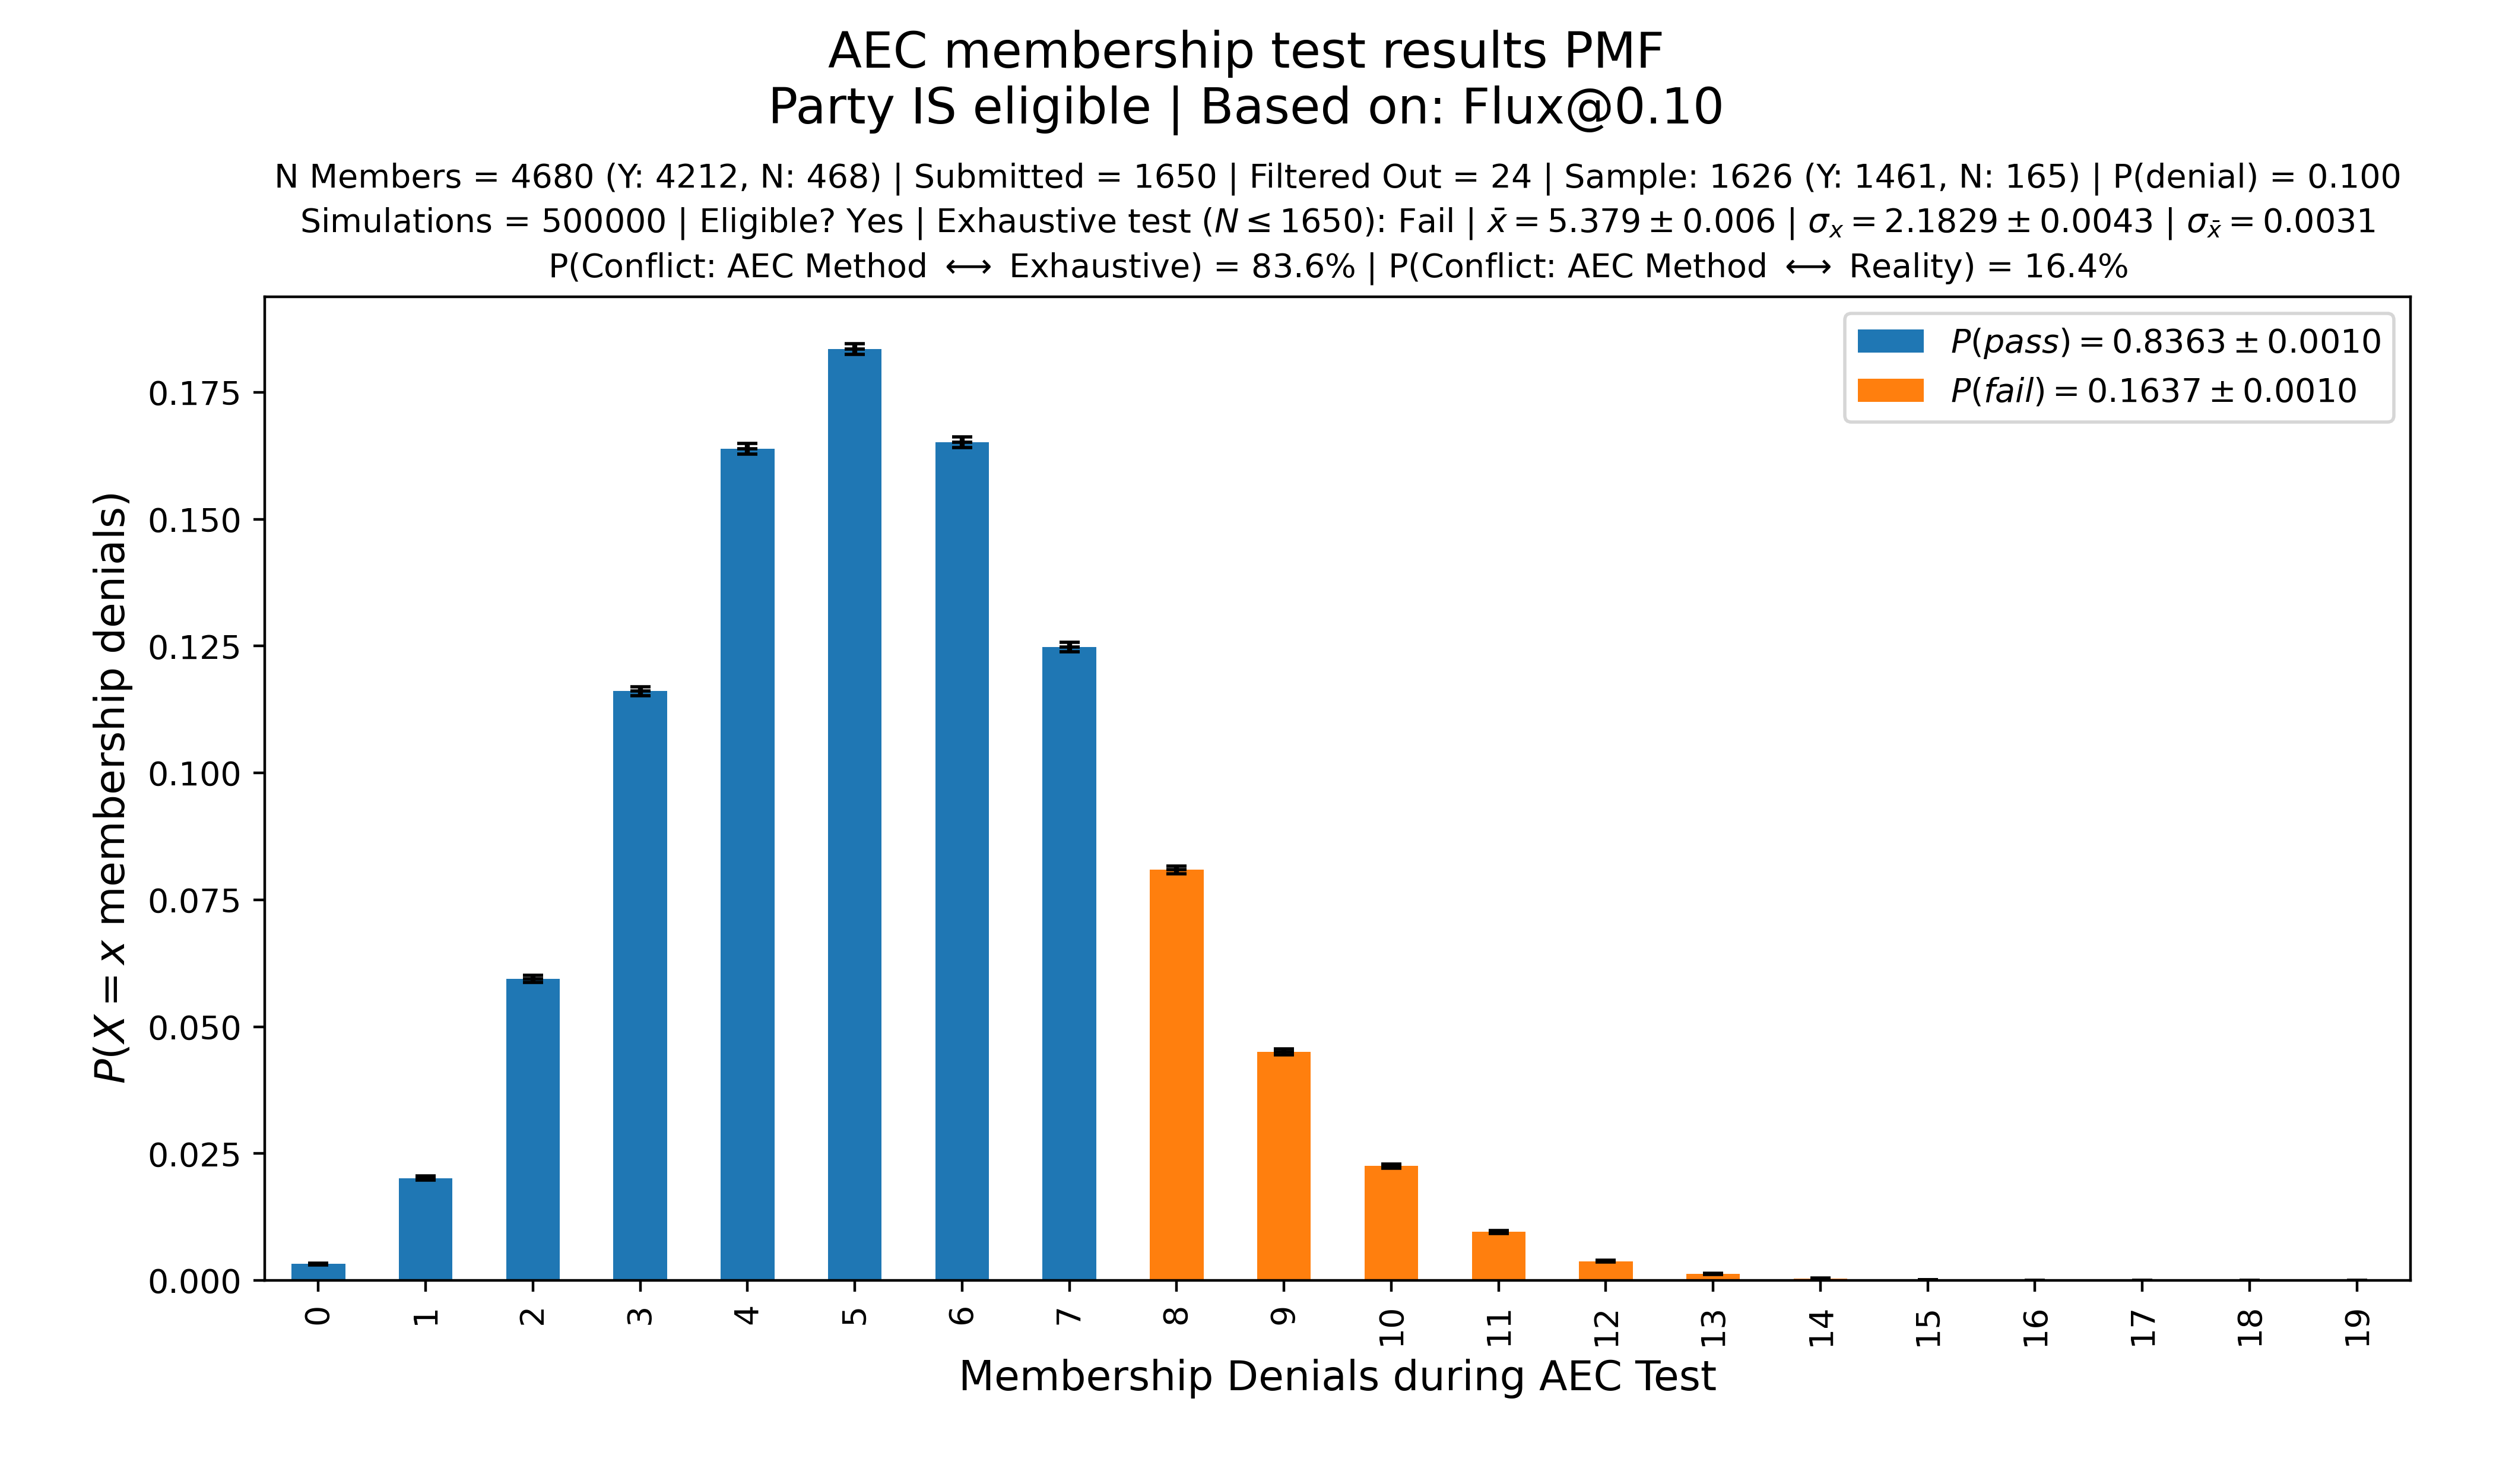 AEC membership test results PMF
Party IS eligible | Based on: Flux@0.10
N Members = 4680 (Y: 4212, N: 468) | Submitted = 1650 | Filtered Out = 24 | Sample: 1626 (Y: 1461, N: 165) | P(denial) = 0.100
Simulations = 500000 | Eligible? Yes | Exhaustive test (N ≤ 1650): Fail | x̄ = 5.379 ± 0.006 | σₓ = 2.1829 ± 0.0043 | σ_x̄ = 0.0031
P(Conflict: AEC Method ⟷ Exhaustive) = 83.6% | P(Conflict: AEC Method ⟷ Reality) = 16.4%
P(pass) = 0.8363 ± 0.0010
P(fail) = 0.1637 ± 0.0010
P(X = x membership denials)
0.175
0.150
0.125
0.100
0.075
0.050
0.025
0.000
0 1 2 3 4 5 6 7 8 9 10 11 12 13 14 15 16 17 18 19
Membership Denials during AEC Test